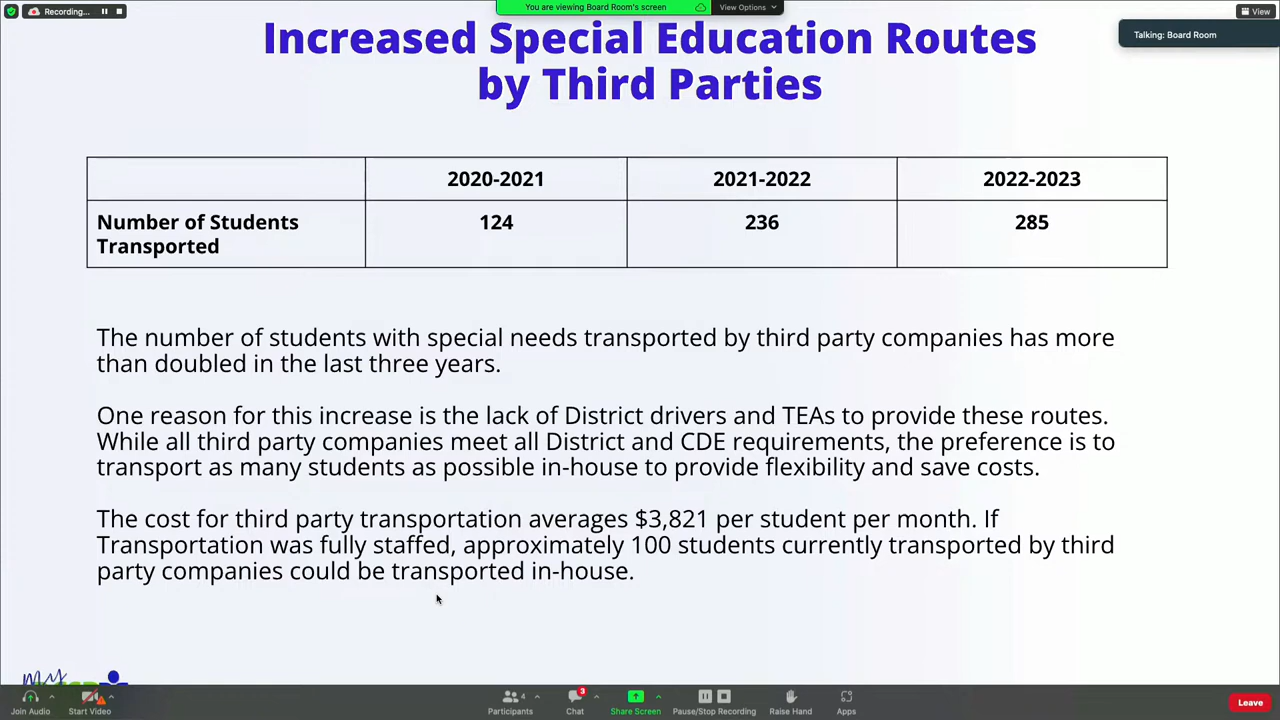 Recording...
You are viewing Board Room's screen
View Options
View
Talking: Board Room
Increased Special Education Routes
by Third Parties
2020-2021 2021-2022 2022-2023
Number of Students
Transported
124 236 285
The number of students with special needs transported by third party companies has more
than doubled in the last three years.
One reason for this increase is the lack of District drivers and TEAs to provide these routes.
While all third party companies meet all District and CDE requirements, the preference is to
transport as many students as possible in-house to provide flexibility and save costs.
The cost for third party transportation averages $3,821 per student per month. If
Transportation was fully staffed, approximately 100 students currently transported by third
party companies could be transported in-house.
my
Join Audio
Start Video
4
Participants
3
Chat
Share Screen
Pause/Stop Recording
Raise Hand
Apps
Leave